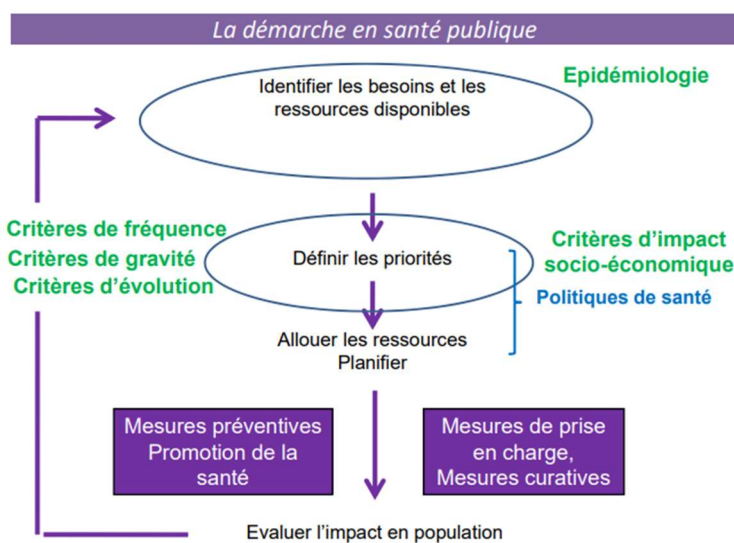 La démarche en santé publique
Epidémiologie
Identifier les besoins et les
ressources disponibles
Critères de fréquence
Critères de gravité
Critères d'évolution
Définir les priorités
Critères d'impact
socio-économique
Politiques de santé
Allouer les ressources
Planifier
Mesures préventives
Promotion de la
santé
Mesures de prise
en charge,
Mesures curatives
Evaluer l'impact en population